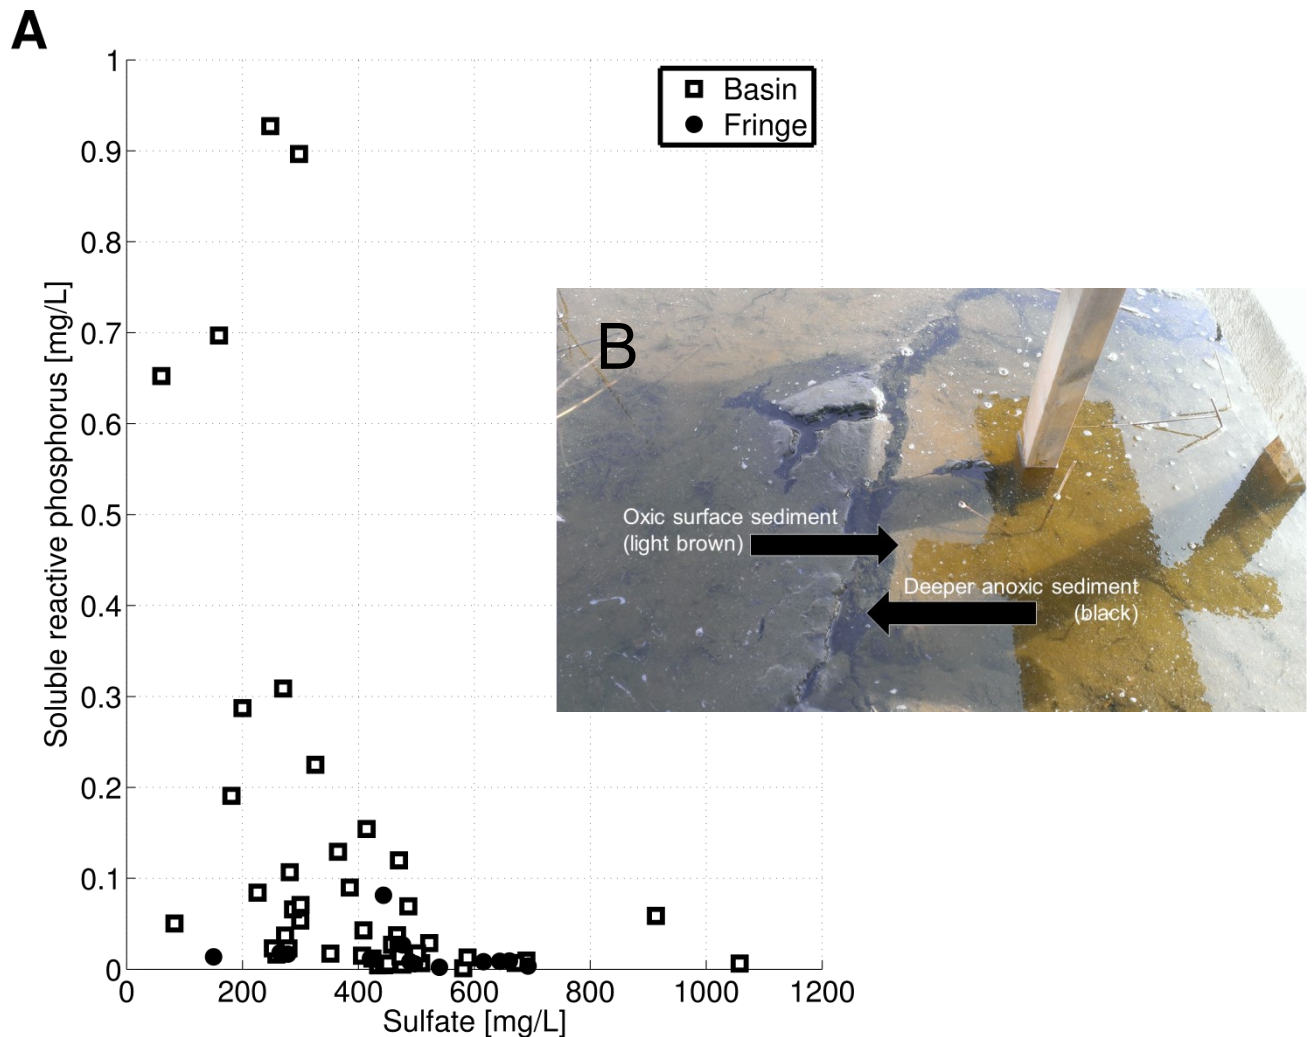 A
1
0.9
0.8
0.7
0.6
0.5
0.4
0.3
0.2
0.1
0
Soluble reactive phosphorus [mg/L]
Basin
Fringe
B
Oxic surface sediment
(light brown)
Deeper anoxic sediment
(black)
0 200 400 600 800 1000 1200
Sulfate [mg/L]